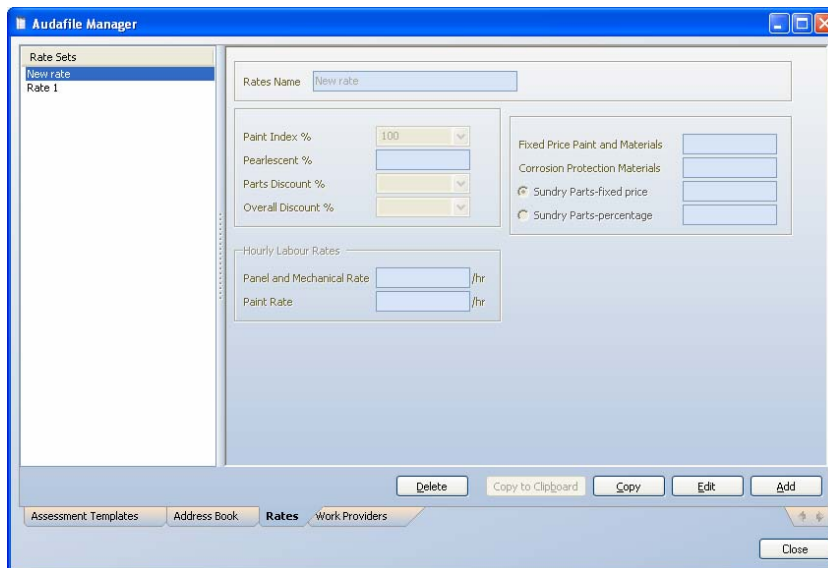 Audafile Manager
Rate Sets
New rate
Rate 1
Rates Name New rate
Paint Index % 100
Pearlescent %
Parts Discount %
Overall Discount %
Fixed Price Paint and Materials
Corrosion Protection Materials
Sundry Parts-fixed price
Sundry Parts-percentage
Hourly Labour Rates
Panel and Mechanical Rate /hr
Paint Rate /hr
Delete Copy to Clipboard Copy Edit Add
Assessment Templates Address Book Rates Work Providers
Close